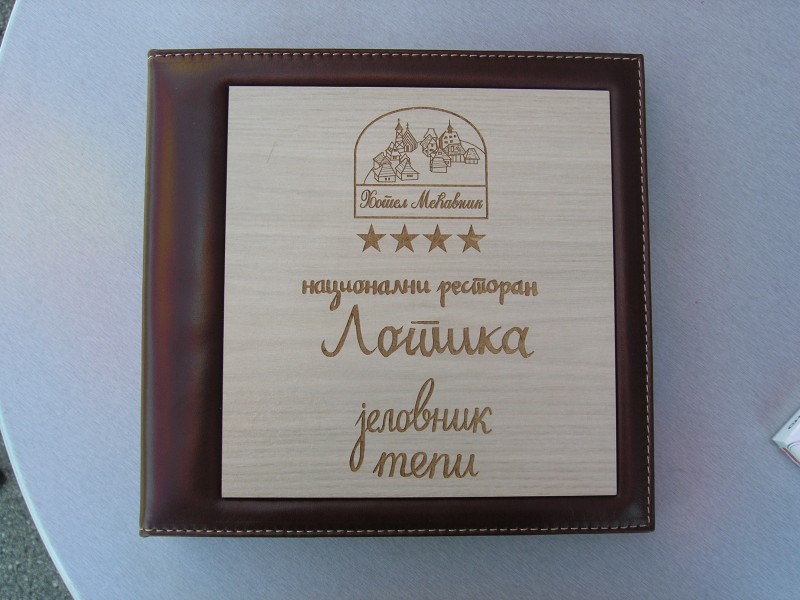 Хотел Мећавник
национални ресторан
Лотика
јеловник
menu